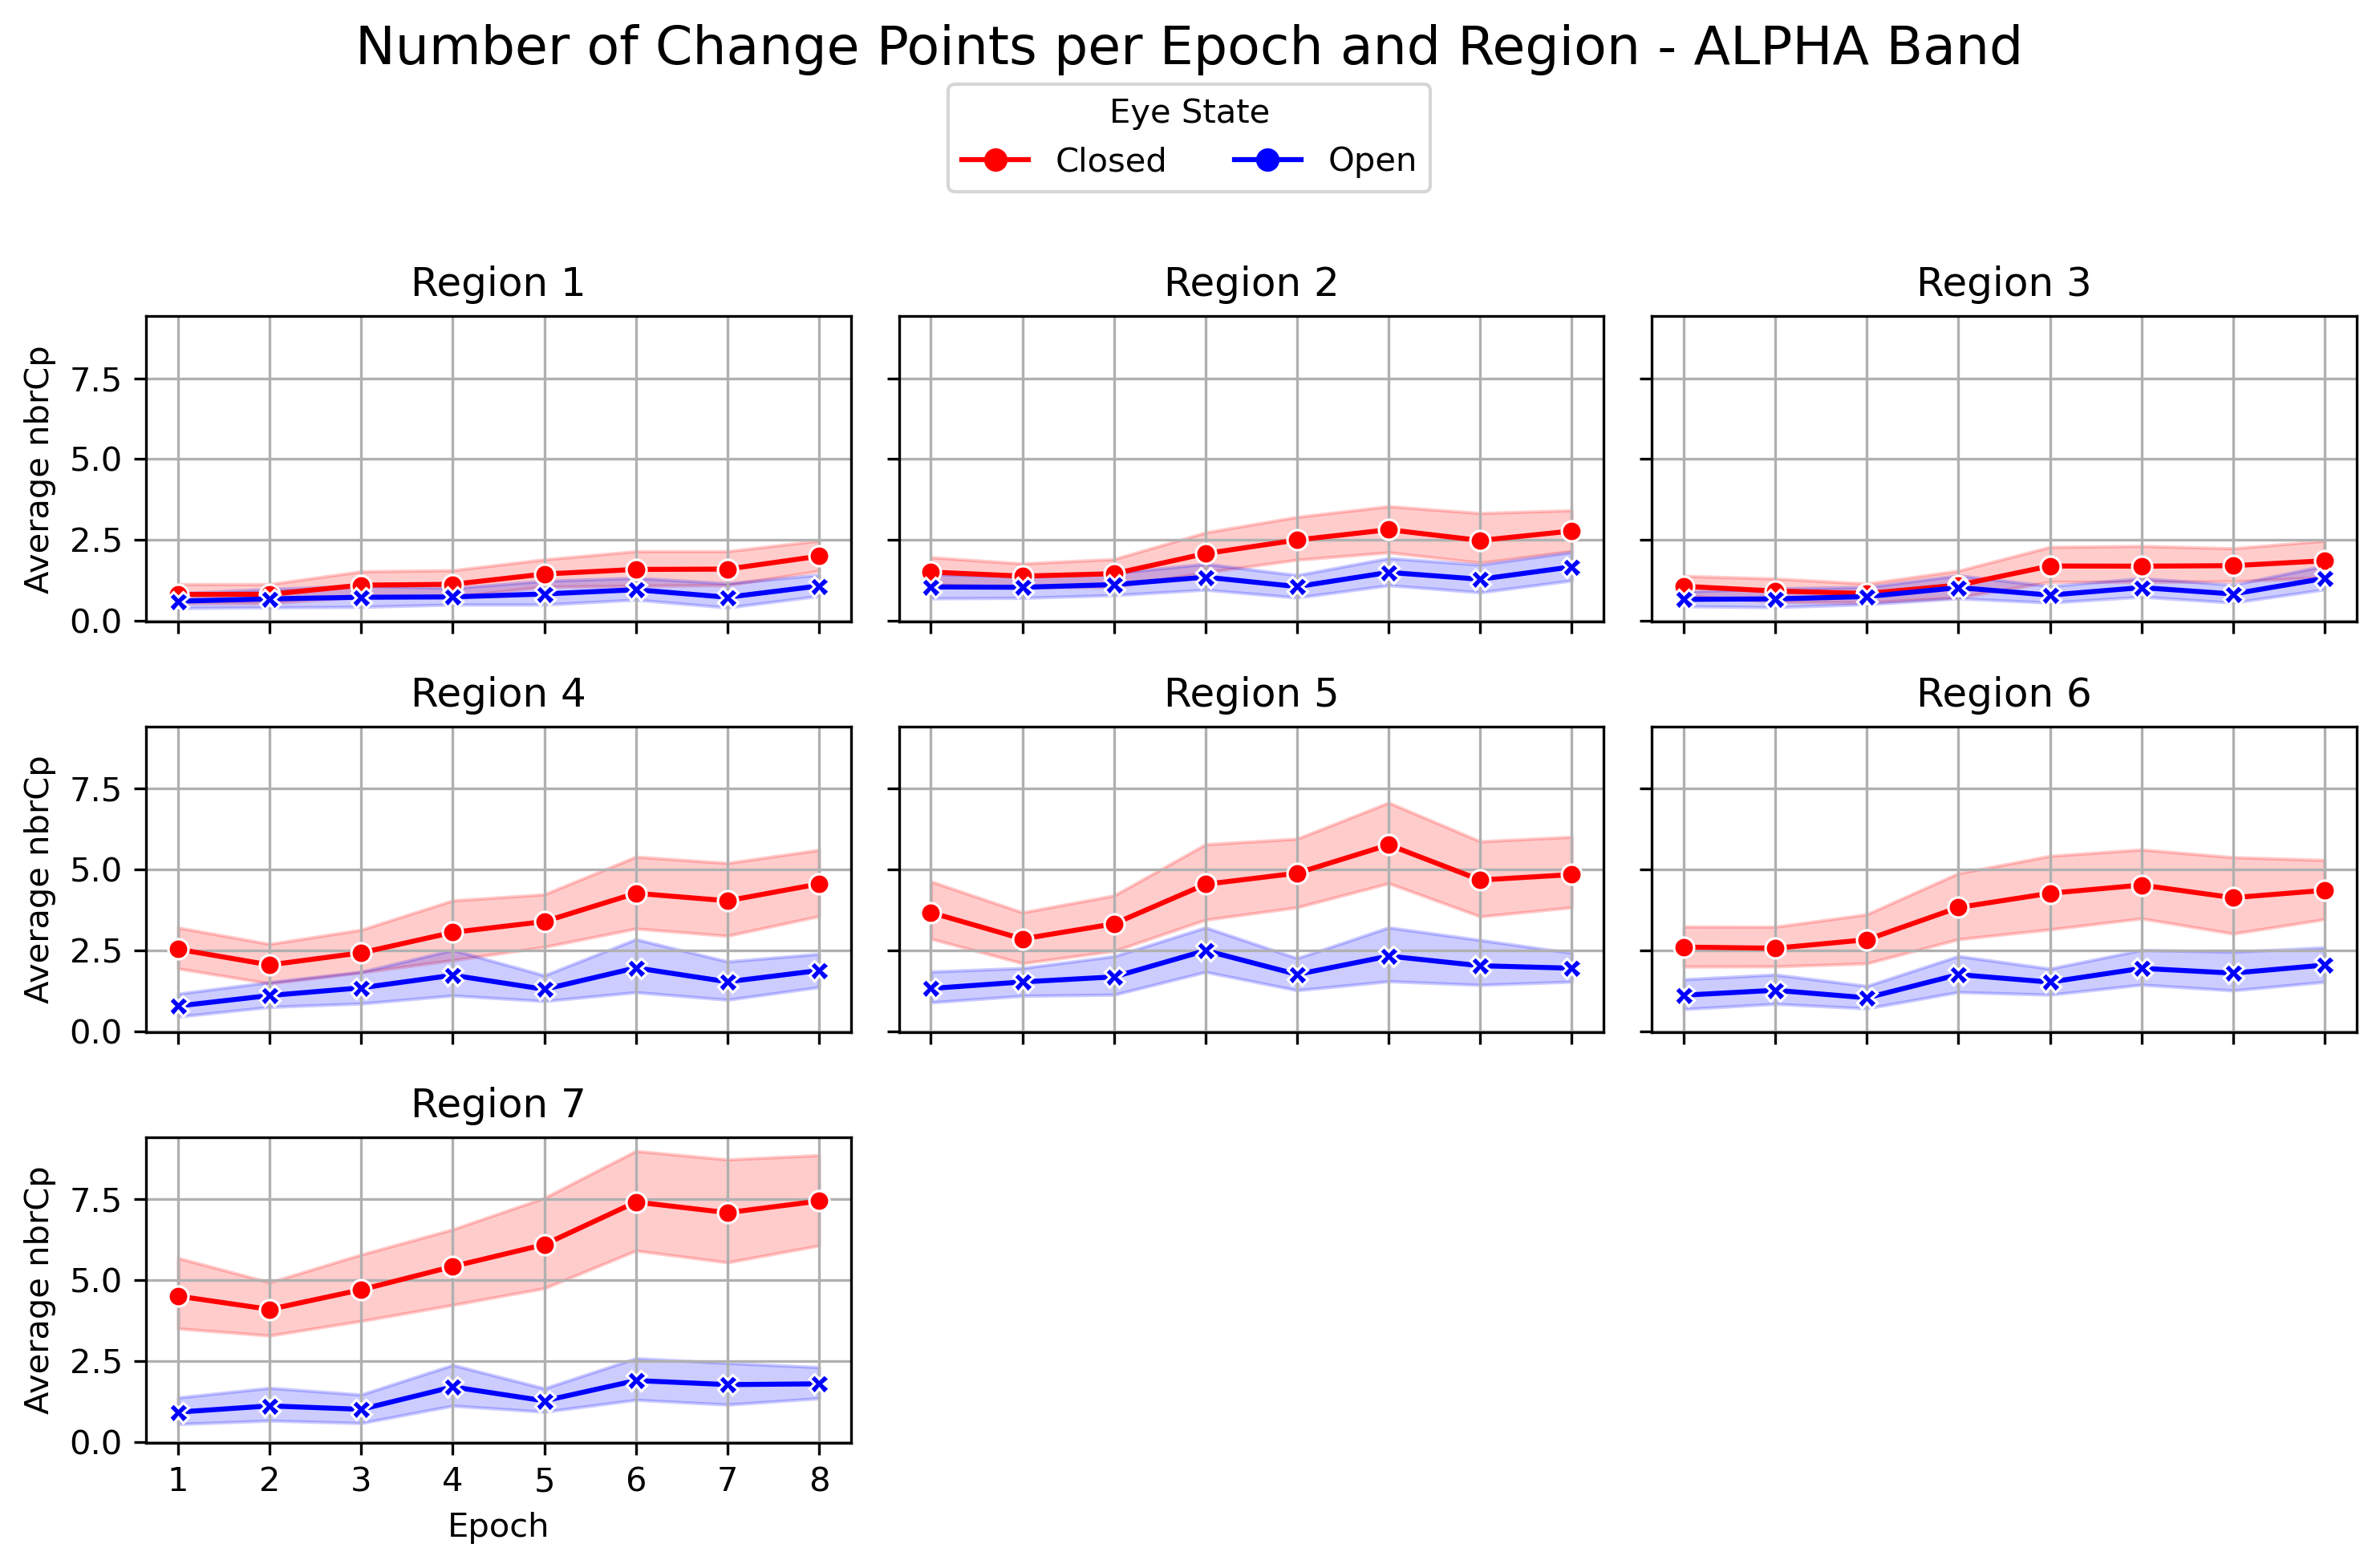 Number of Change Points per Epoch and Region - ALPHA Band
Eye State
Closed Open
Region 1 Region 2 Region 3
Average nbrCp
7.5
5.0
2.5
0.0
Region 4 Region 5 Region 6
Average nbrCp
7.5
5.0
2.5
0.0
Region 7
Average nbrCp
7.5
5.0
2.5
0.0
1 2 3 4 5 6 7 8
Epoch